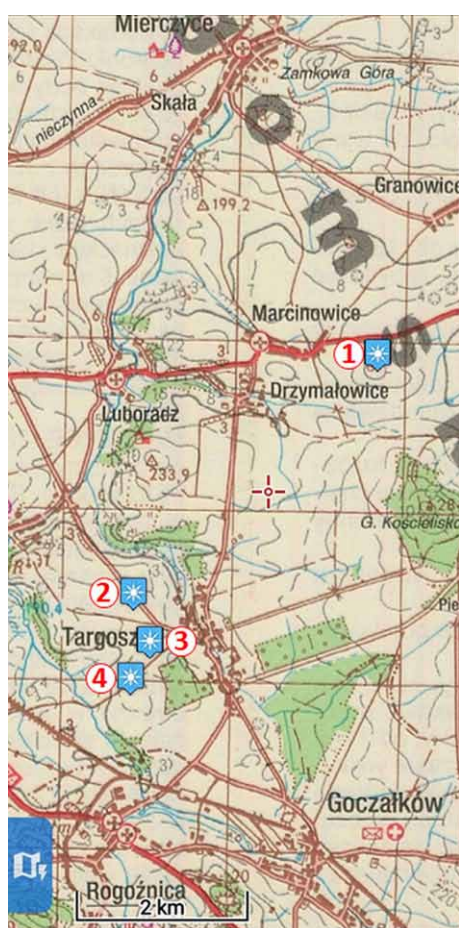 Mierczyce
Zamkowa Góra
Skała
nieczynna
199,2
Granowice
Marcinowice
1
Drzymałowice
Luboradz
233,9
G. Kościelisko
2
Targosz
3
4
Goczałków
Rogoźnica
2 km